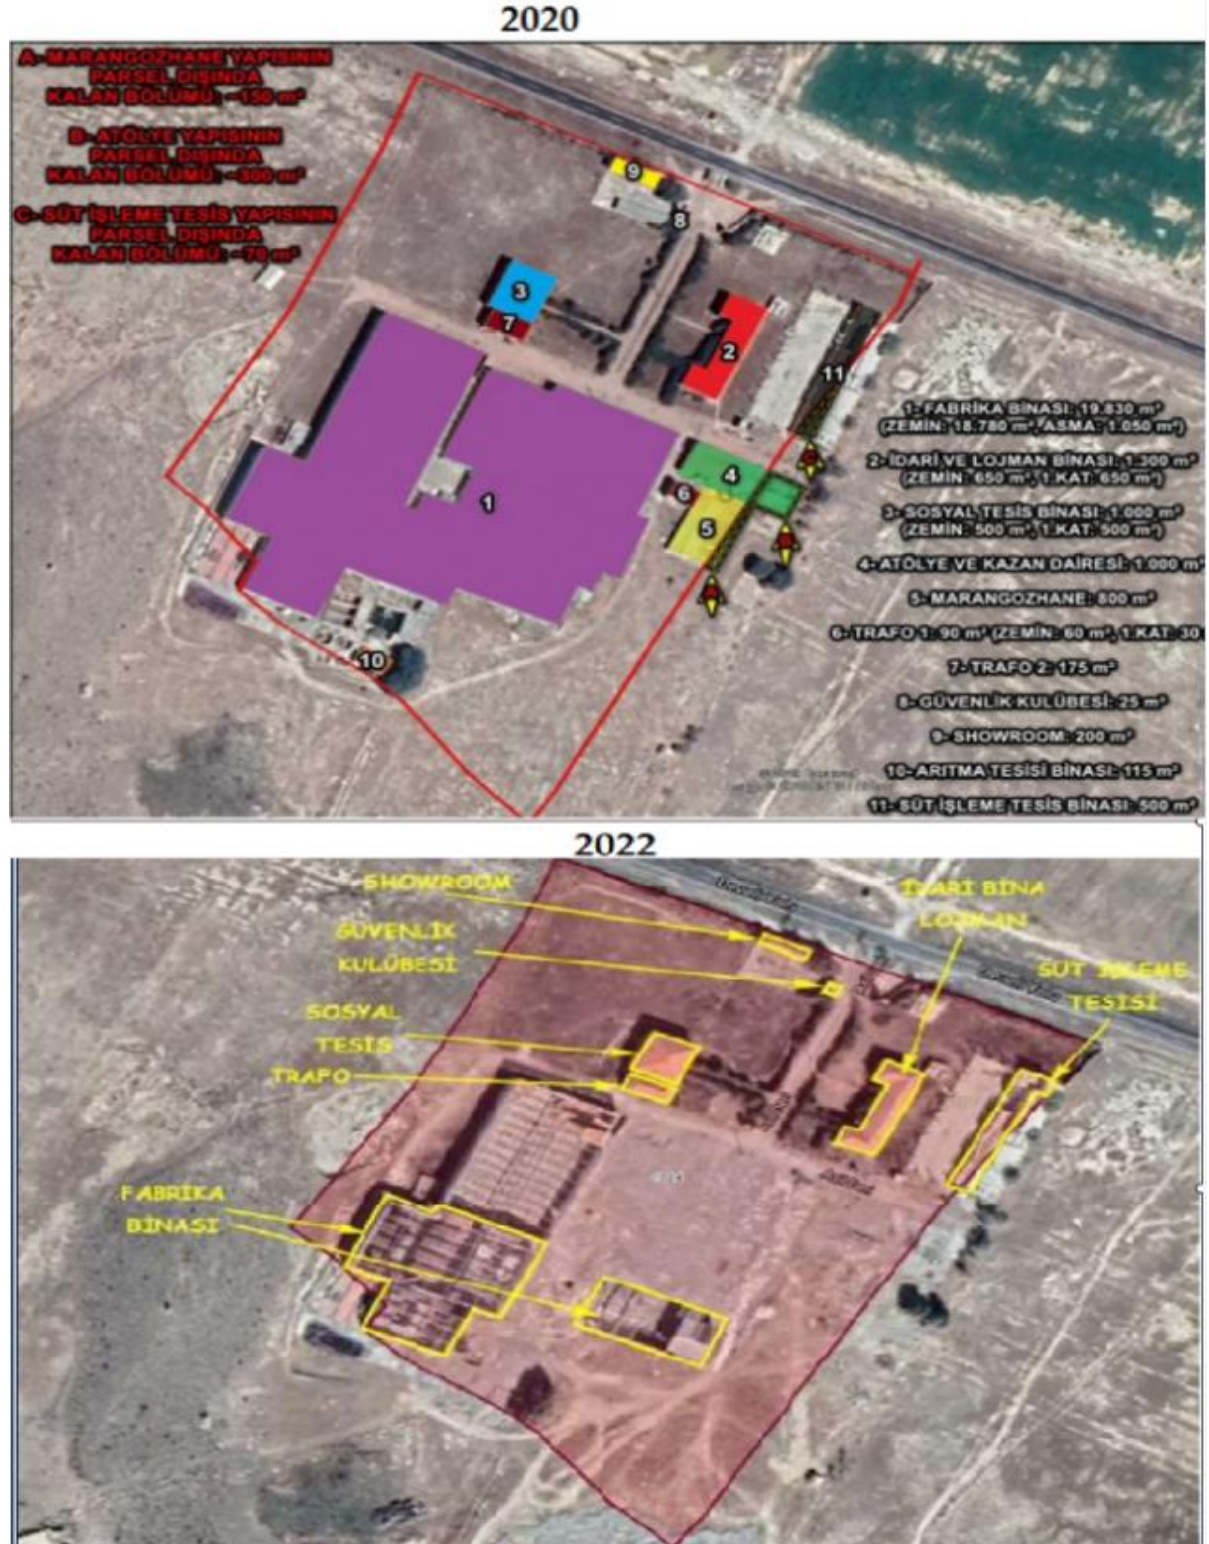 2020
A- MARANGOZHANE YAPISININ
PARSEL DIŞINDA
KALAN BÖLÜMÜ: ~150 m²
B- ATÖLYE YAPISININ
PARSEL DIŞINDA
KALAN BÖLÜMÜ: ~300 m²
C- SÜT İŞLEME TESİS YAPISININ
PARSEL DIŞINDA
KALAN BÖLÜMÜ: ~70 m²
9
8
3
7
2
11
4
6
5
1
10
1- FABRİKA BİNASI: 19.830 m²
(ZEMİN: 18.780 m², ASMA: 1.050 m²)
2- İDARİ VE LOJMAN BİNASI: 1.300 m²
(ZEMİN: 650 m², 1.KAT: 650 m²)
3- SOSYAL TESİS BİNASI: 1.000 m²
(ZEMİN: 500 m², 1.KAT: 500 m²)
4- ATÖLYE VE KAZAN DAİRESİ: 1.000 m²
5- MARANGOZHANE: 800 m²
6- TRAFO 1: 90 m² (ZEMİN: 60 m², 1.KAT: 30
7- TRAFO 2: 175 m²
8- GÜVENLİK KULÜBESİ: 25 m²
9- SHOWROOM: 200 m²
10- ARITMA TESİSİ BİNASI: 115 m²
11- SÜT İŞLEME TESİS BİNASI: 500 m²
2022
SHOWROOM
GÜVENLİK
KULÜBESİ
SOSYAL
TESİS
TRAFO
FABRİKA
BİNASI
İDARİ BİNA
LOJMAN
SÜT İŞLEME
TESİSİ